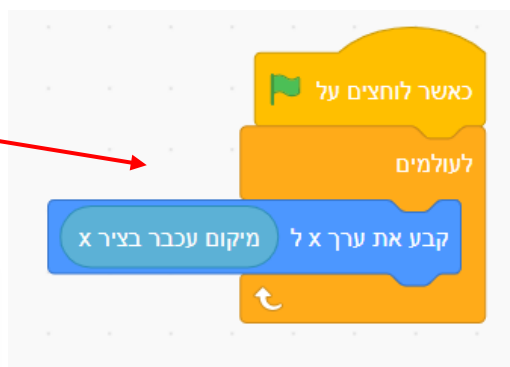 כאשר לוחצים על
לעולמים
קבע את ערך x ל מיקום עכבר בציר x